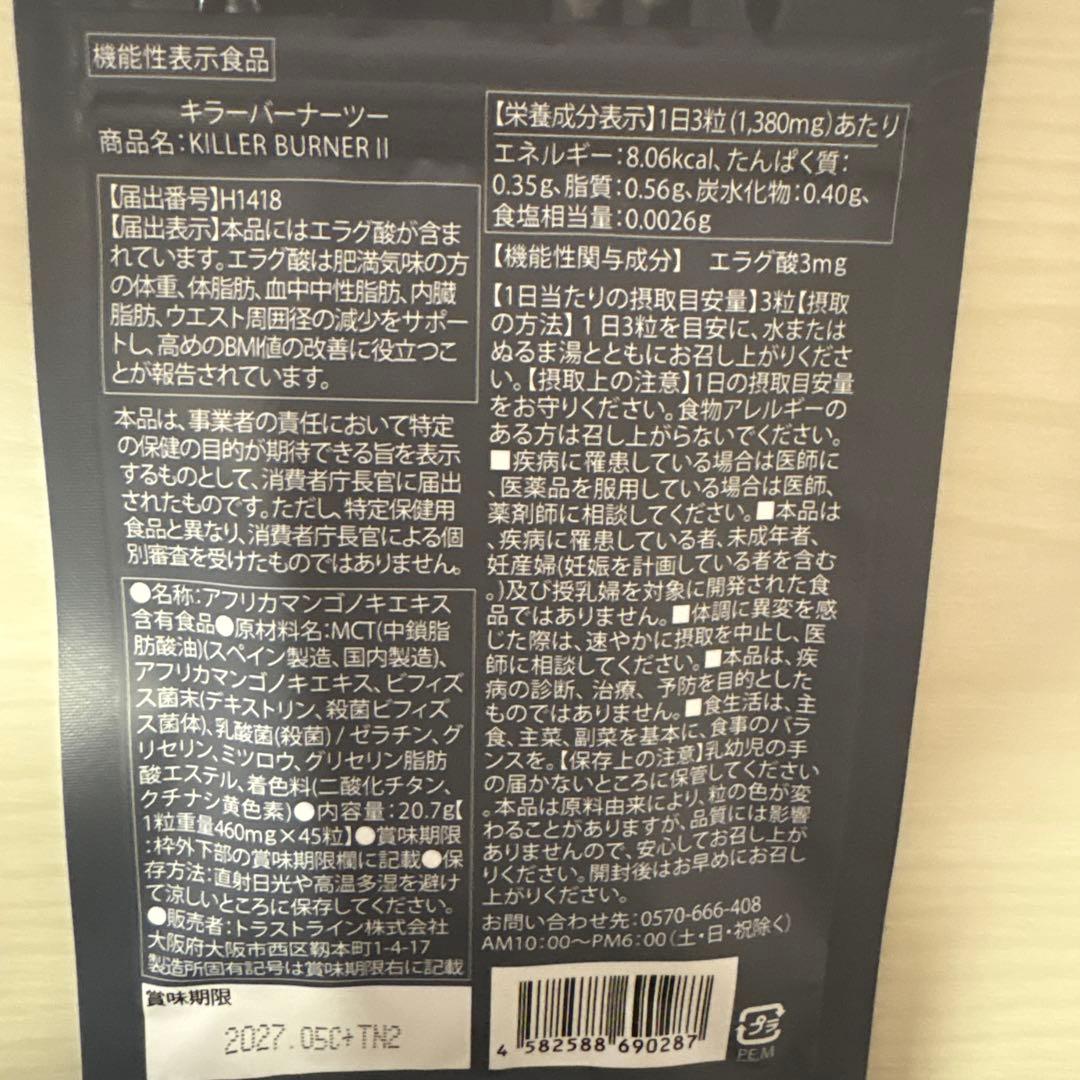 機能性表示食品
キラーバーナーツー
商品名:KILLER BURNER II
【届出番号】H1418
【届出表示】本品にはエラグ酸が含ま
れています。エラグ酸は肥満気味の方
の体重、体脂肪、血中中性脂肪、内臓
脂肪、ウエスト周囲径の減少をサポー
トし、高めのBMI値の改善に役立つこ
とが報告されています。
本品は、事業者の責任において特定
の保健の目的が期待できる旨を表示
するものとして、消費者庁長官に届出
されたものです。ただし、特定保健用
食品と異なり、消費者庁長官による個
別審査を受けたものではありません。
●名称:アフリカマンゴノキエキス
含有食品●原材料名:MCT(中鎖脂
肪酸油)(スペイン製造、国内製造)、
アフリカマンゴノキエキス、ビフィズ
ス菌末(デキストリン、殺菌ビフィズ
ス菌体)、乳酸菌(殺菌) / ゼラチン、グ
リセリン、ミツロウ、グリセリン脂肪
酸エステル、着色料(二酸化チタン、
クチナシ黄色素)●内容量:20.7g【
1粒重量460mg×45粒】●賞味期限
:枠外下部の賞味期限欄に記載●保
存方法:直射日光や高温多湿を避け
て涼しいところに保存してください。
●販売者:トラストライン株式会社
大阪府大阪市西区靱本町1-4-17
製造所固有記号は賞味期限右に記載
賞味期限
2027.05C+TN2
【栄養成分表示】1日3粒(1,380mg)あたり
エネルギー:8.06kcal、たんぱく質:
0.35g、脂質:0.56g、炭水化物:0.40g、
食塩相当量:0.0026g
【機能性関与成分】 エラグ酸3mg
【1日当たりの摂取目安量】3粒【摂取
の方法】1日3粒を目安に、水または
ぬるま湯とともにお召し上がりくださ
い。【摂取上の注意】1日の摂取目安量
をお守りください。食物アレルギーの
ある方は召し上がらないでください。
■疾病に罹患している場合は医師に
、医薬品を服用している場合は医師、
薬剤師に相談してください。■本品は
、疾病に罹患している者、未成年者、
妊産婦(妊娠を計画している者を含む
。)及び授乳婦を対象に開発された食
品ではありません。■体調に異変を感
じた際は、速やかに摂取を中止し、医
師に相談してください。■本品は、疾
病の診断、治療、予防を目的とした
ものではありません。■食生活は、主
食、主菜、副菜を基本に、食事のバラ
ンスを。【保存上の注意】乳幼児の手
の届かないところに保管してください
。本品は原料由来により、粒の色が変
わることがありますが、品質には影響
ありませんので、安心してお召し上が
りください。開封後はお早めにお召し
上がりください。
お問い合わせ先:0570-666-408
AM10:00〜PM6:00(土・日・祝除く)
4 582588 690287
プラ
PE,M